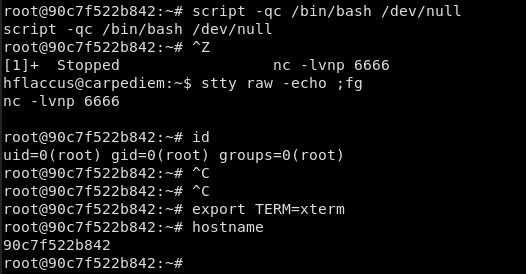 root@90c7f522b842:~# script -qc /bin/bash /dev/null
script -qc /bin/bash /dev/null
root@90c7f522b842:~# ^Z
[1]+  Stopped                 nc -lvnp 6666
hflaccus@carpediem:~$ stty raw -echo ;fg
nc -lvnp 6666
root@90c7f522b842:~# id
uid=0(root) gid=0(root) groups=0(root)
root@90c7f522b842:~# ^C
root@90c7f522b842:~# ^C
root@90c7f522b842:~# export TERM=xterm
root@90c7f522b842:~# hostname
90c7f522b842
root@90c7f522b842:~#